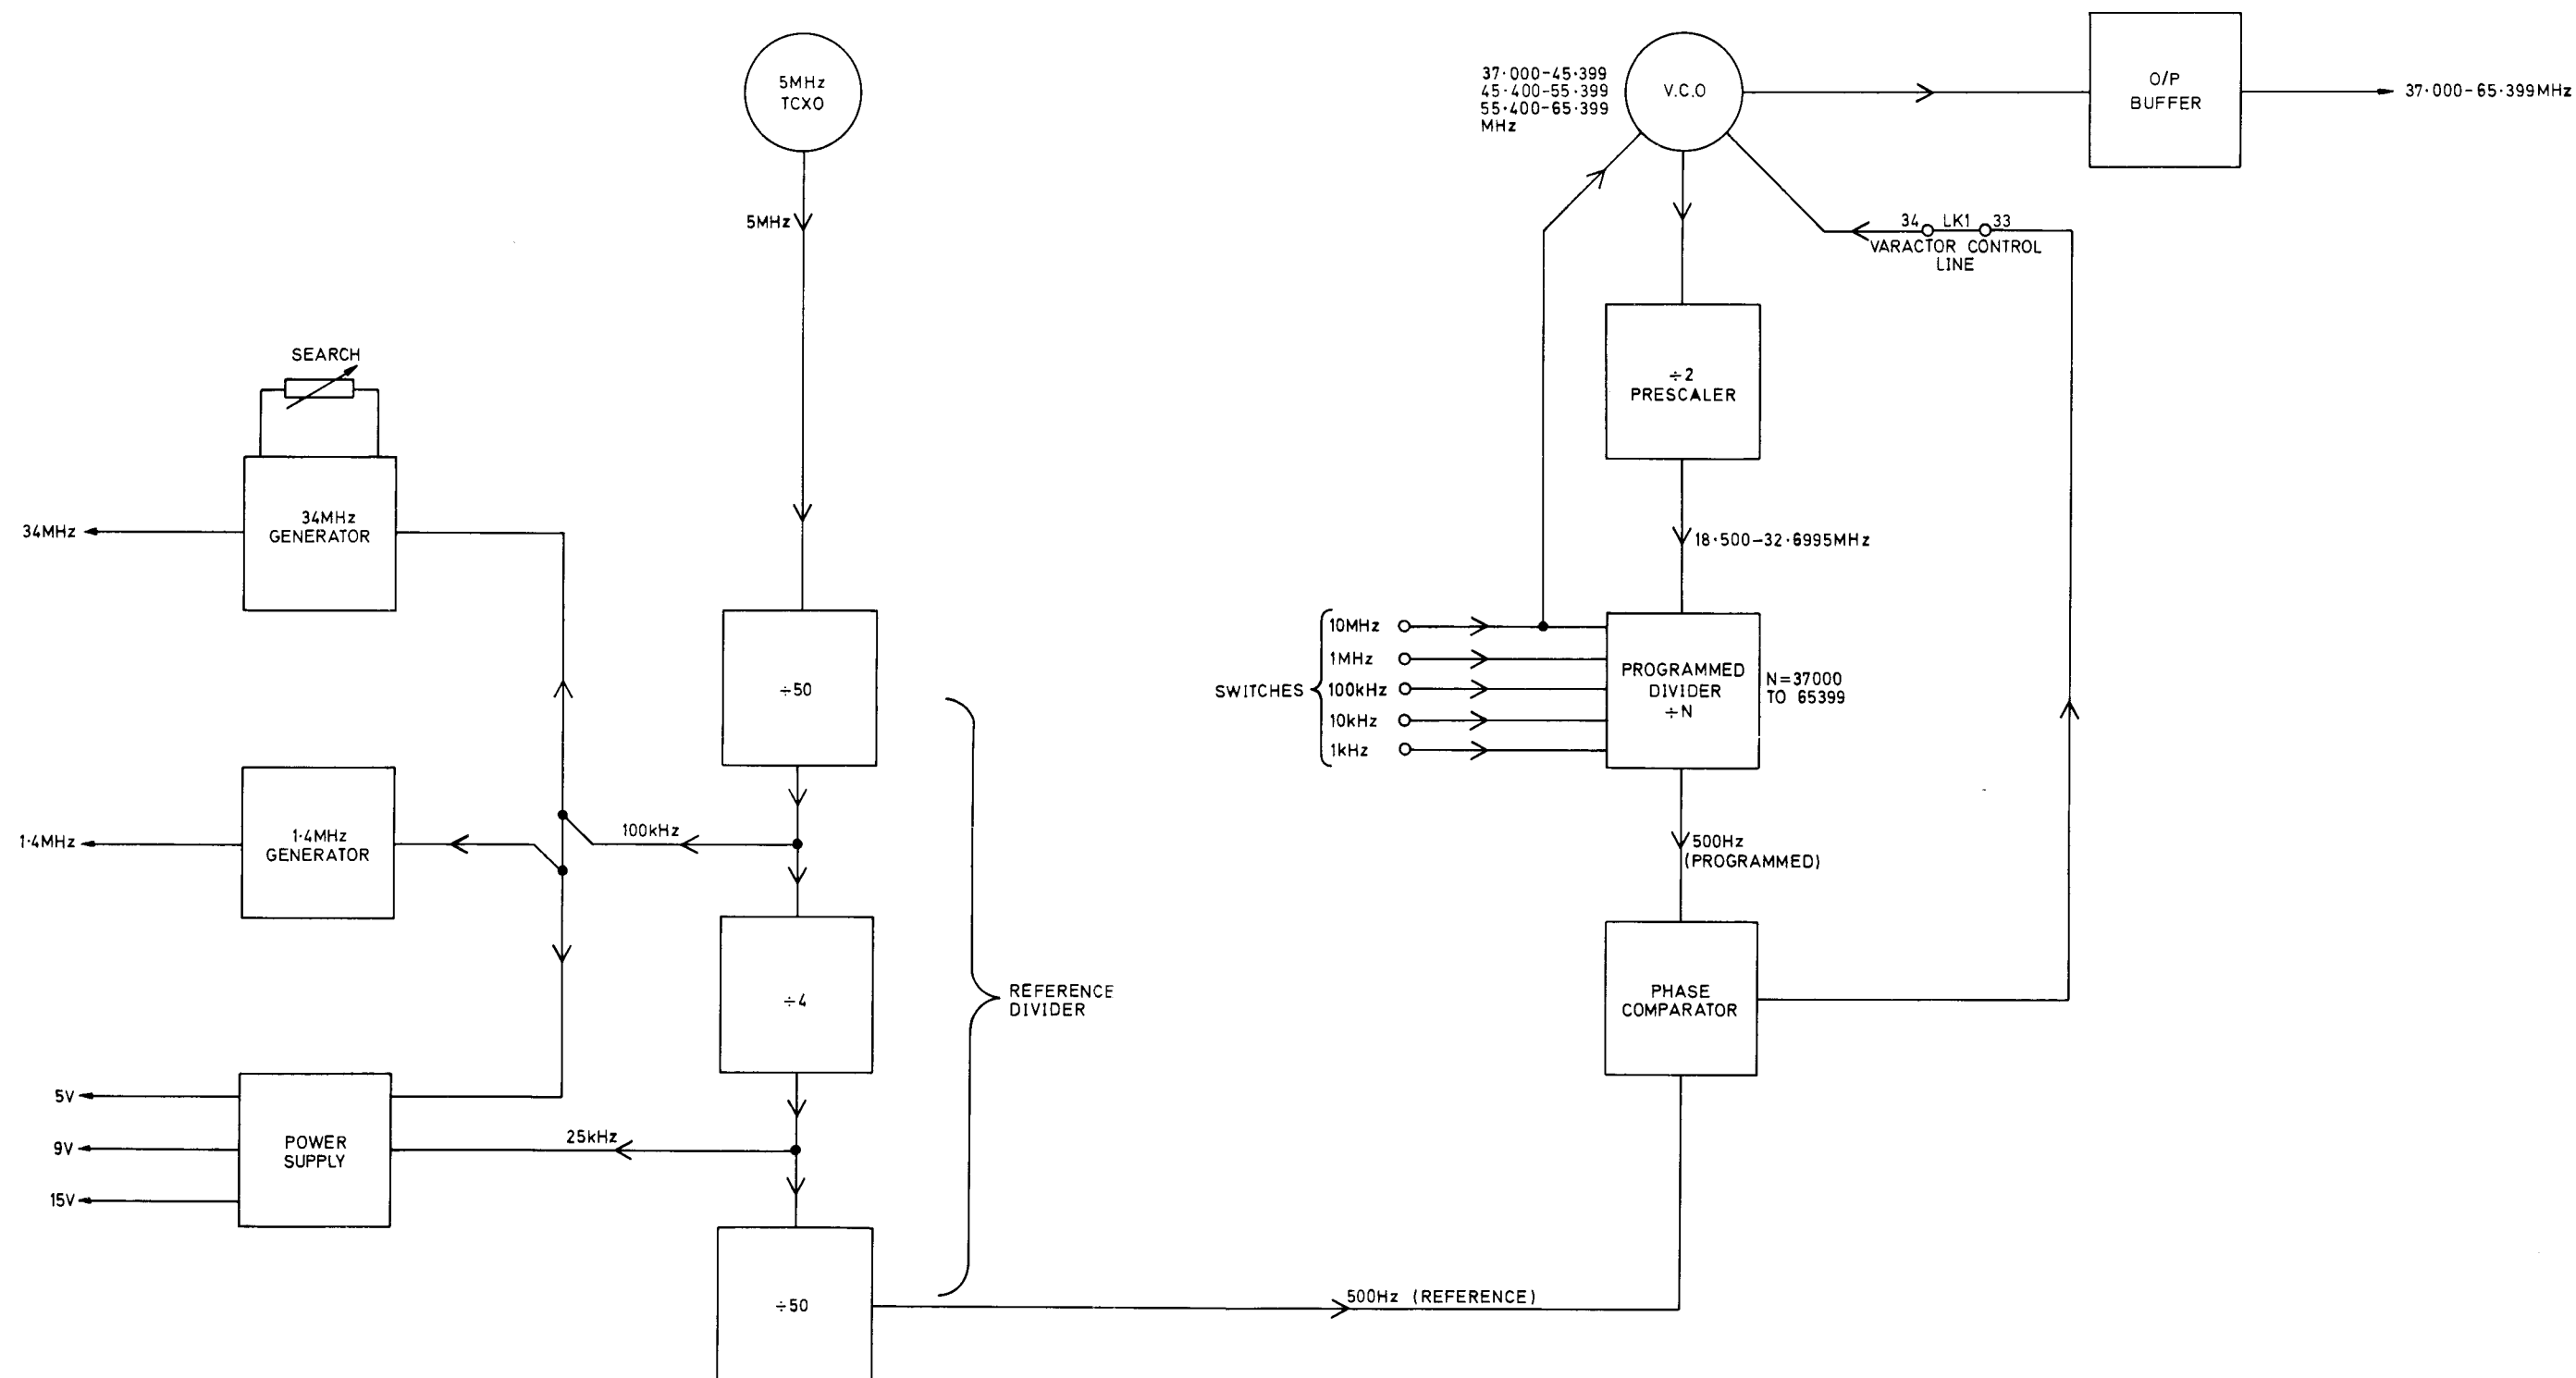 5MHz
TCXO
37·000-45·399
45·400-55·399
55·400-65·399
MHz
V.C.O
O/P
BUFFER
37·000-65·399MHz
5MHz
34 LK1 33
VARACTOR CONTROL
LINE
SEARCH
÷2
PRESCALER
34MHz
34MHz
GENERATOR
18·500-32·6995MHz
SWITCHES
10MHz
1MHz
100kHz
10kHz
1kHz
PROGRAMMED
DIVIDER
÷N
N=37000
TO 65399
÷50
1·4MHz
1·4MHz
GENERATOR
100kHz
500Hz
(PROGRAMMED)
÷4
REFERENCE
DIVIDER
PHASE
COMPARATOR
5V
9V
15V
POWER
SUPPLY
25kHz
÷50
500Hz (REFERENCE)